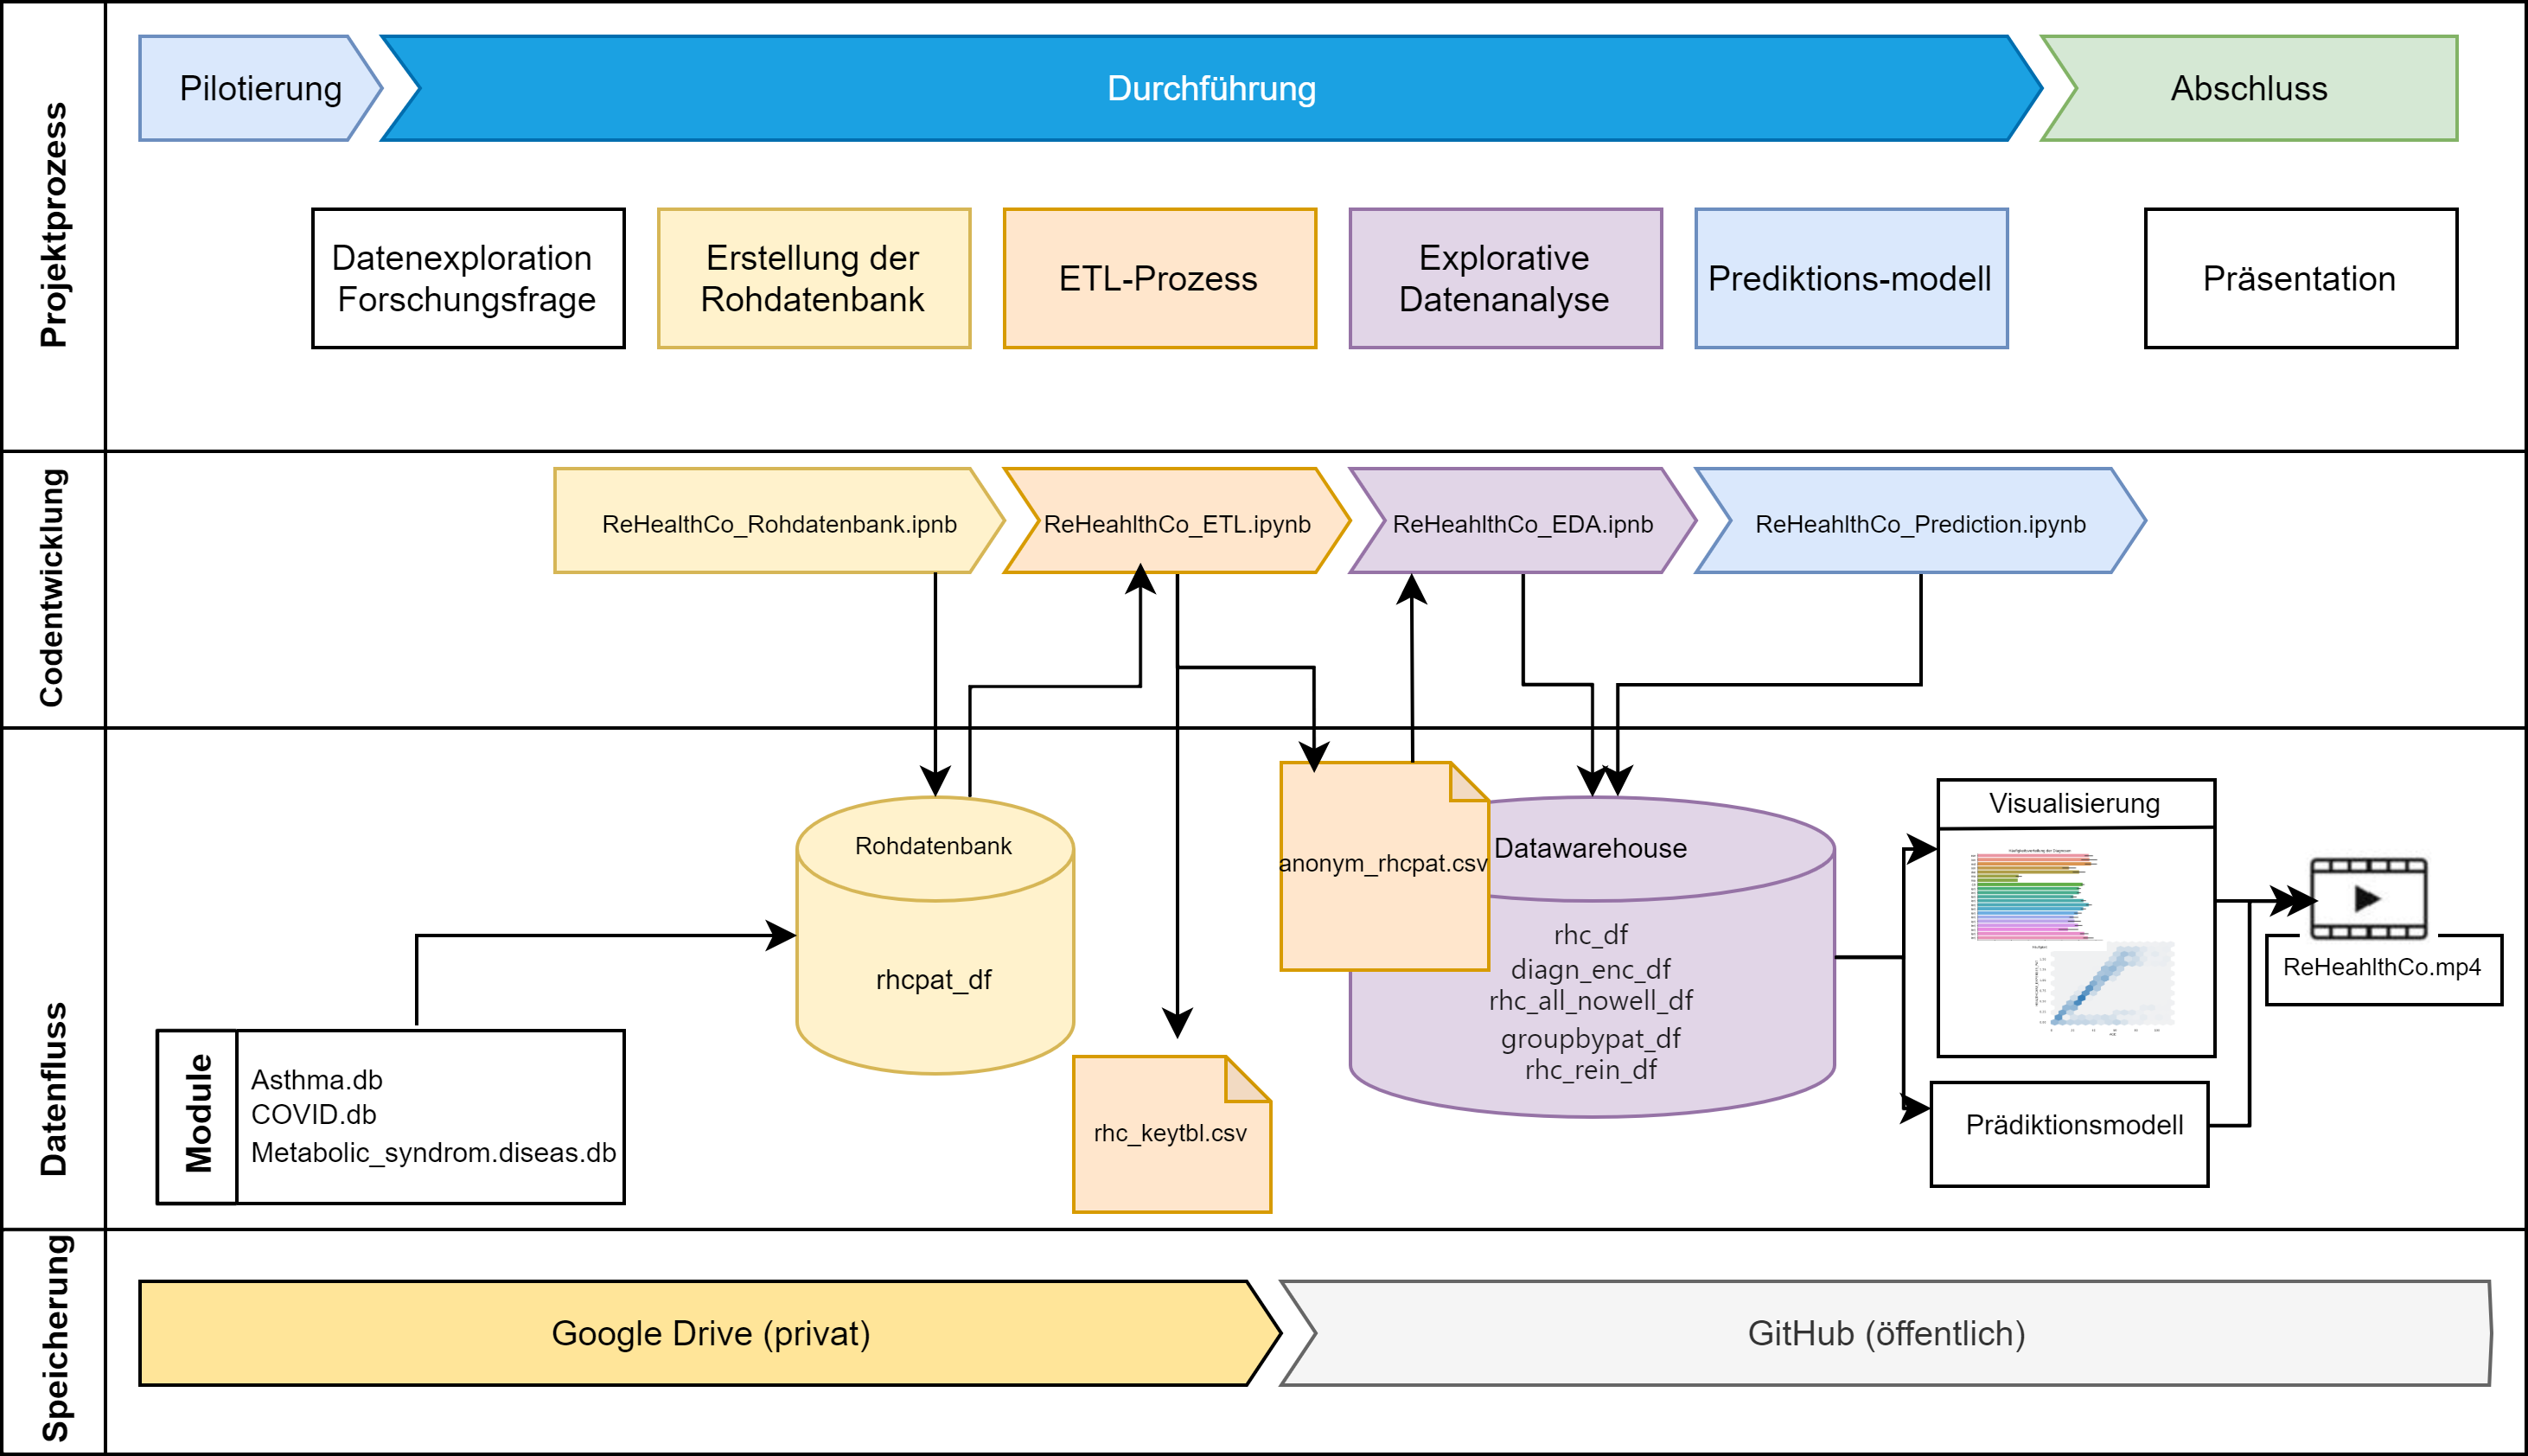 Projektprozess
Pilotierung
Durchführung
Abschluss
Datenexploration
Forschungsfrage
Erstellung der
Rohdatenbank
ETL-Prozess
Explorative
Datenanalyse
Prediktions-modell
Präsentation
Codentwicklung
ReHealthCo_Rohdatenbank.ipnb
ReHeahlthCo_ETL.ipynb
ReHeahlthCo_EDA.ipnb
ReHeahlthCo_Prediction.ipynb
Datenfluss
Module
Asthma.db
COVID.db
Metabolic_syndrom.diseas.db
Rohdatenbank
rhcpat_df
rhc_keytbl.csv
anonym_rhcpat.csv
Datawarehouse
rhc_df
diagn_enc_df
rhc_all_nowell_df
groupbypat_df
rhc_rein_df
Visualisierung
Prädiktionsmodell
ReHeahlthCo.mp4
Speicherung
Google Drive (privat)
GitHub (öffentlich)